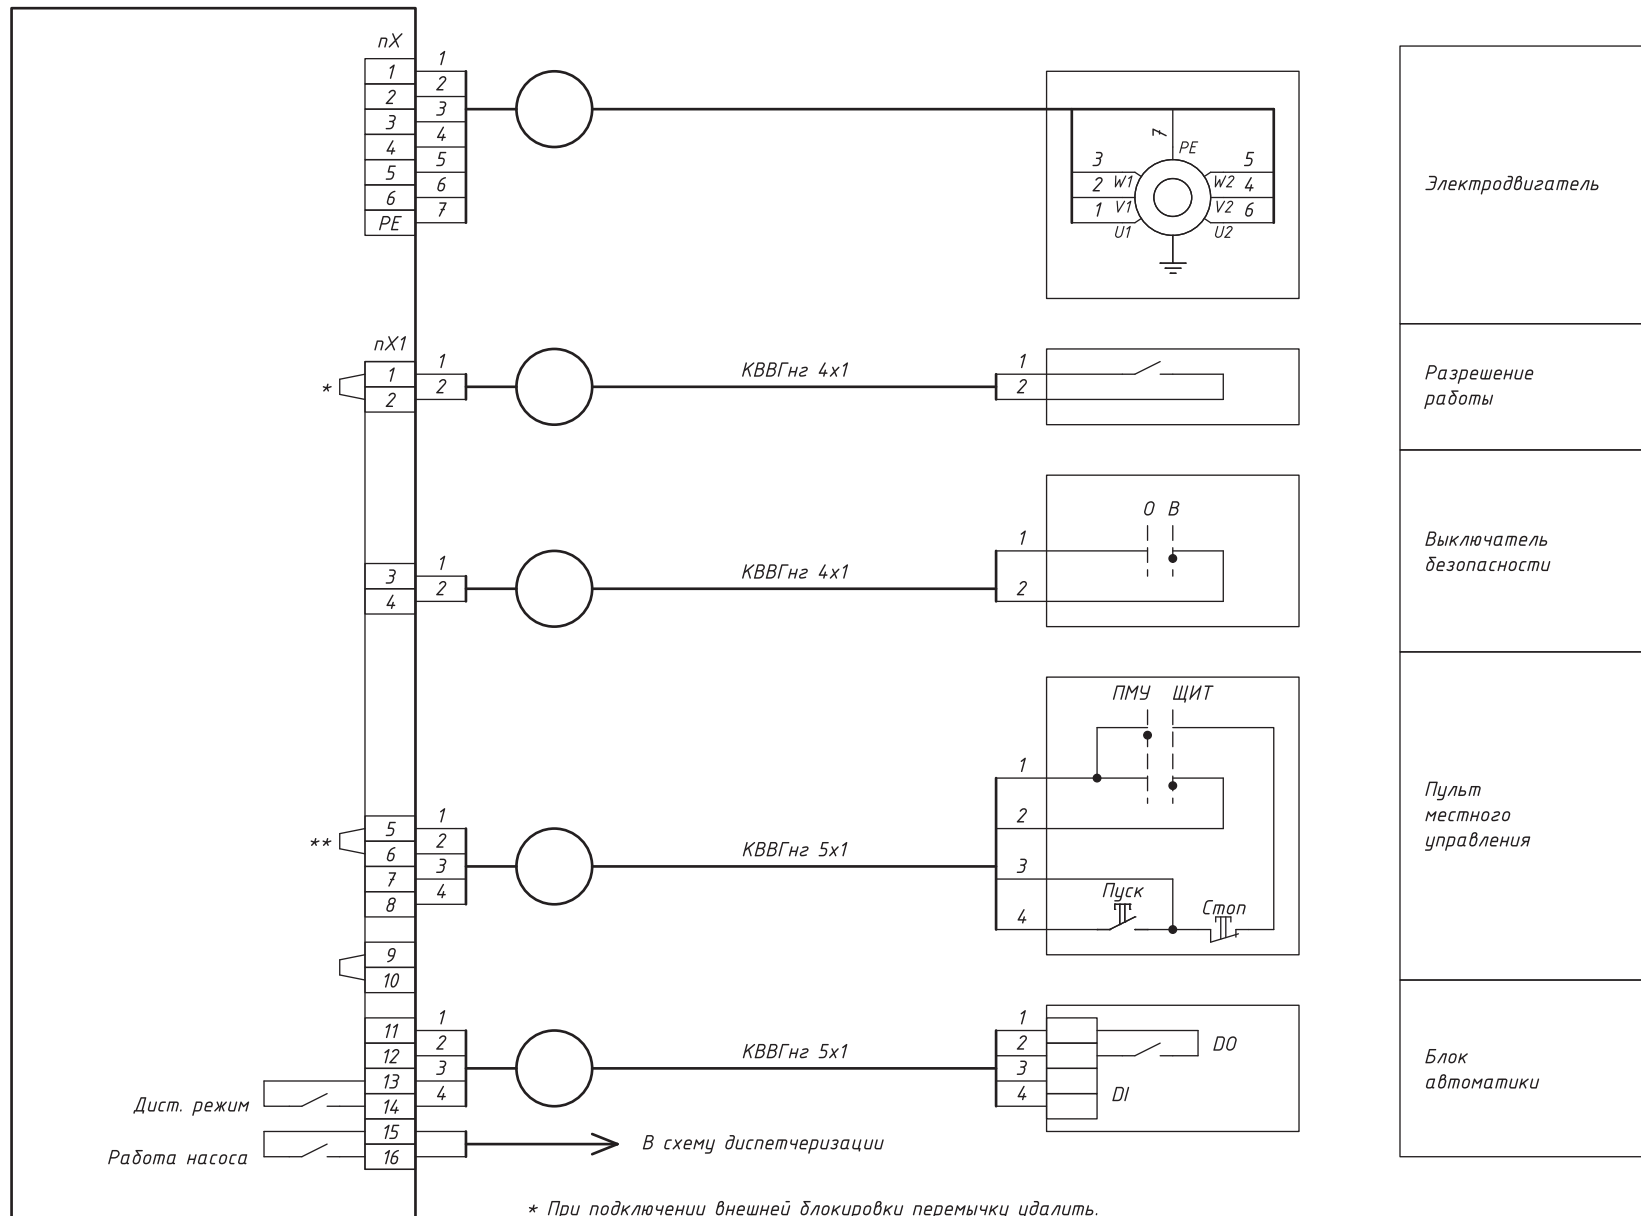 пХ
1
2
3
4
5
6
PE
1
2
3
4
5
6
7
7
PE
3
2
1
W1
V1
U1
W2
V2
U2
5
4
6
Электродвигатель
пХ1
*
1
2
1
2
КВВГнг 4х1
1
2
Разрешение
работы
3
4
1
2
КВВГнг 4х1
1
2
О В
Выключатель
безопасности
**
5
6
7
8
1
2
3
4
КВВГнг 5х1
1
2
3
4
ПМУ ЩИТ
Пуск
Стоп
Пульт
местного
управления
9
10
11
12
13
14
15
16
1
2
3
4
КВВГнг 5х1
1
2
3
4
DO
DI
Блок
автоматики
Дист. режим
Работа насоса
В схему диспетчеризации
* При подключении внешней блокировки перемычку удалить.